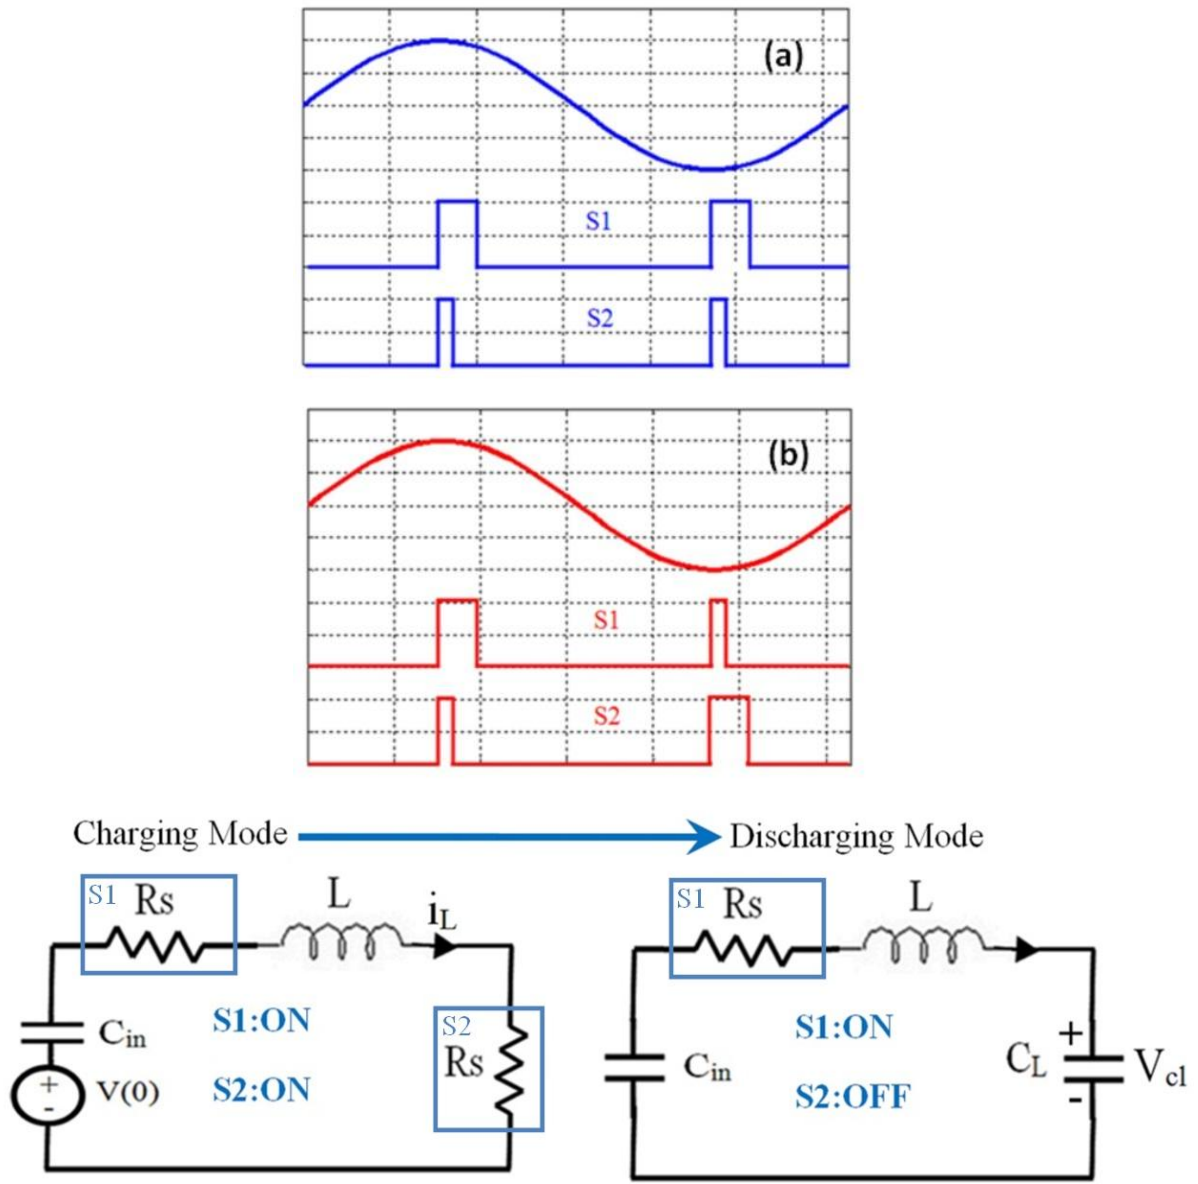 (a)
S1
S2
(b)
S1
S2
Charging Mode
Discharging Mode
S1 Rs
L
iL
Cin
V(0)
+
-
S1:ON
S2:ON
S2
Rs
S1 Rs
L
Cin
S1:ON
S2:OFF
CL
+
-
Vcl